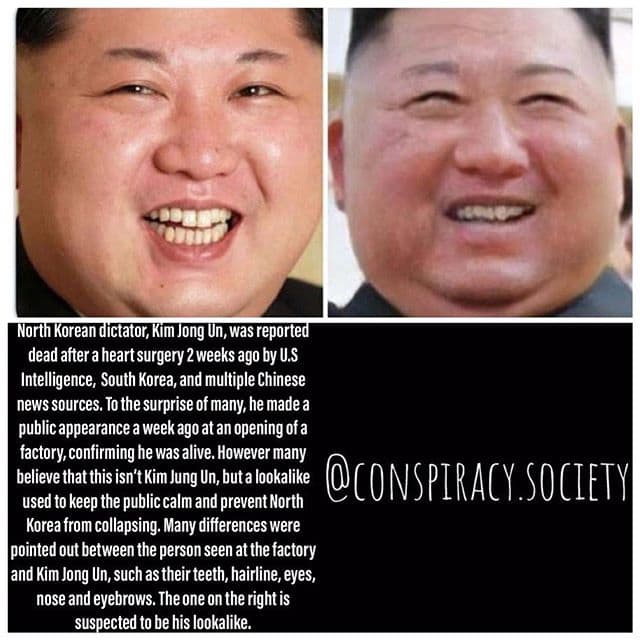 North Korean dictator, Kim Jong Un, was reported
dead after a heart surgery 2 weeks ago by U.S
Intelligence, South Korea, and multiple Chinese
news sources. To the surprise of many, he made a
public appearance a week ago at an opening of a
factory, confirming he was alive. However many
believe that this isn't Kim Jung Un, but a lookalike
used to keep the public calm and prevent North
Korea from collapsing. Many differences were
pointed out between the person seen at the factory
and Kim Jong Un, such as their teeth, hairline, eyes,
nose and eyebrows. The one on the right is
suspected to be his lookalike.
@CONSPIRACY.SOCIETY